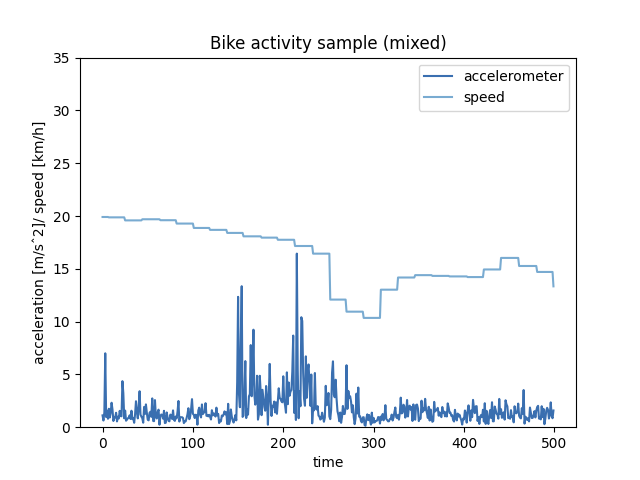 Bike activity sample (mixed)
accelerometer
speed
35
30
25
20
15
10
5
0
acceleration [m/s^2]/ speed [km/h]
0
100
200
300
400
500
time